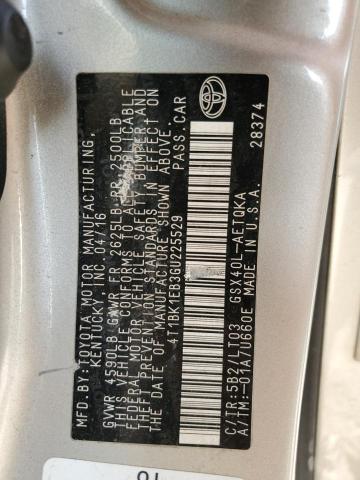 MFD.BY:TOYOTA MOTOR MANUFACTURING,
KENTUCKY, INC. 04/16
GVWR 4590LB GAWR FR 2625LB RR 2500LB
THIS VEHICLE CONFORMS TO ALL APPLICABLE
FEDERAL MOTOR VEHICLE SAFETY, BUMPER, AND
THEFT PREVENTION STANDARDS IN EFFECT ON
THE DATE OF MANUFACTURE SHOWN ABOVE.
4T1BK1EB3GU225529 PASS.CAR
C/TR:5B2/LT03 GSX40L-AETQKA
A/TM:-01A/U660E MADE IN U.S.A.
28374
TOYOTA